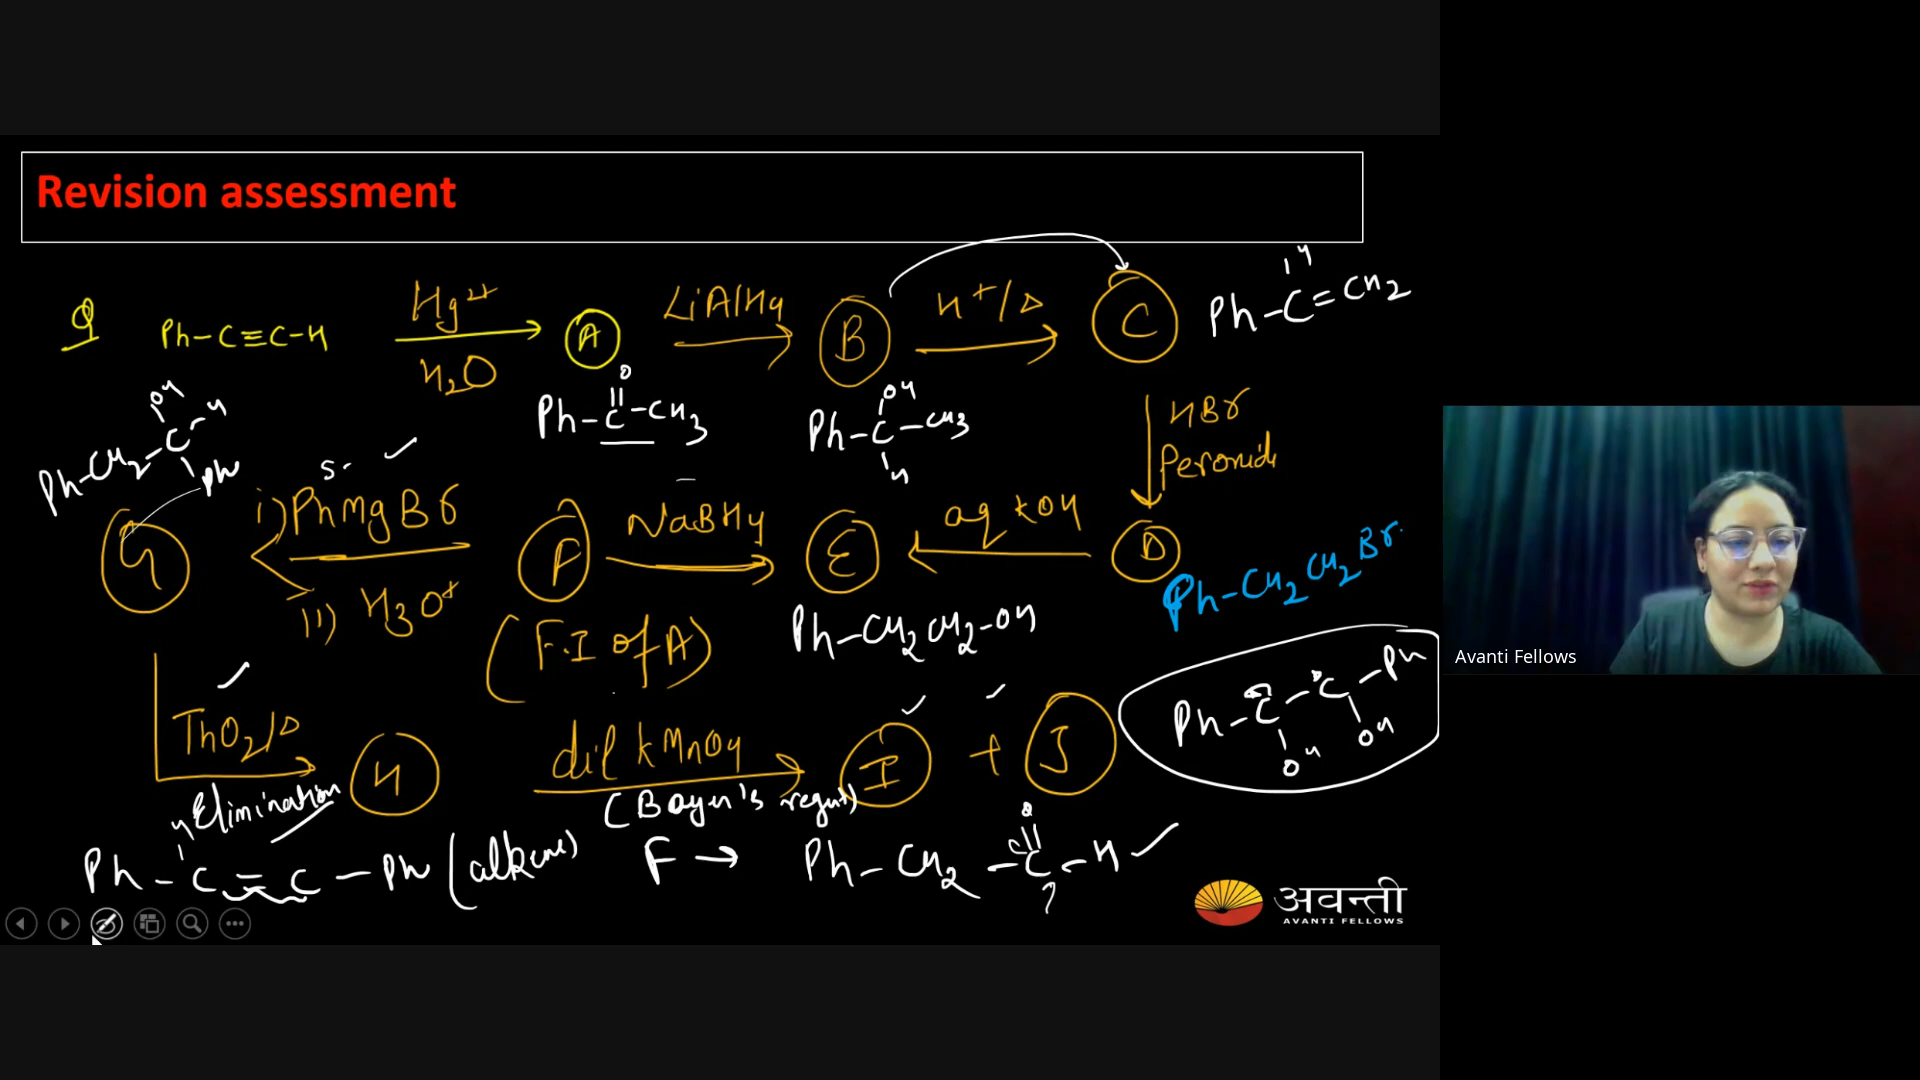 Revision assessment
Q Ph-C≡C-H Hg2+ H2O A LiAlH4 B H+/Δ C Ph-C=CH2 H
Ph-C-CH3 O
Ph-C-CH3 OH H
HBr Peroxide
Ph-CH2-C-Ph OH H
G i) PhMgBr ii) H3O+ F NaBH4 E aq KOH D
Ph-CH2CH2Br
(F.I of A) Ph-CH2CH2-OH
ThO2/Δ H dil KMnO4 I + J
Ph-C-C-Ph OH OH
Elimination
Ph-C=C-Ph H (alkene) F → Ph-CH2-C-H O
अवन्ती
AVANTI FELLOWS
Avanti Fellows